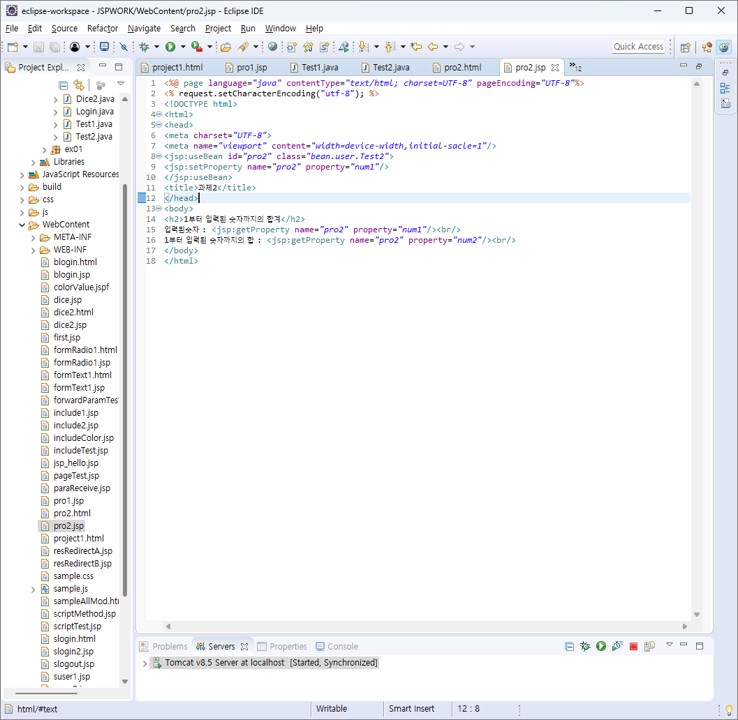 eclipse-workspace - JSPWORK/WebContent/pro2.jsp - Eclipse IDE
File Edit Source Refactor Navigate Search Project Run Window Help
Quick Access
Project Expl...
project1.html pro1.jsp Test1.java Test2.java pro2.html pro2.jsp »12
Dice2.java
Login.java
Test1.java
Test2.java
ex01
Libraries
JavaScript Resources
build
css
js
WebContent
META-INF
WEB-INF
blogin.html
blogin.jsp
colorValue.jspf
dice.jsp
dice2.html
dice2.jsp
first.jsp
formRadio1.html
formRadio1.jsp
formText1.html
formText1.jsp
forwardParamTes
include1.jsp
include2.jsp
includeColor.jsp
includeTest.jsp
jsp_hello.jsp
pageTest.jsp
paraReceive.jsp
pro1.jsp
pro2.html
pro2.jsp
project1.html
resRedirectA.jsp
resRedirectB.jsp
sample.css
sample.js
sampleAllMod.htm
scriptMethod.jsp
scriptTest.jsp
slogin.html
slogin2.jsp
slogout.jsp
suser1.jsp
1 <%@ page language="java" contentType="text/html; charset=UTF-8" pageEncoding="UTF-8"%>
2 <% request.setCharacterEncoding("utf-8"); %>
3 <!DOCTYPE html>
4 <html>
5 <head>
6 <meta charset="UTF-8">
7 <meta name="viewport" content="width=device-width,initial-sacle=1"/>
8 <jsp:useBean id="pro2" class="bean.user.Test2">
9 <jsp:setProperty name="pro2" property="num1"/>
10 </jsp:useBean>
11 <title>과제2</title>
12 </head>
13 <body>
14 <h2>1부터 입력된 숫자까지의 합계</h2>
15 입력된숫자 : <jsp:getProperty name="pro2" property="num1"/><br/>
16 1부터 입력된 숫자까지의 합 : <jsp:getProperty name="pro2" property="num2"/><br/>
17 </body>
18 </html>
Problems Servers Properties Console
Tomcat v8.5 Server at localhost [Started, Synchronized]
html/#text Writable Smart Insert 12 : 8